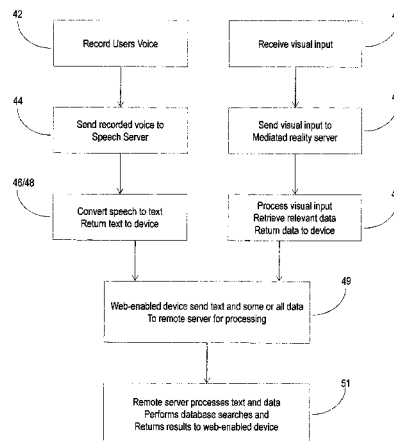 42
Record Users Voice
4
Receive visual input
44
Send recorded voice to
Speech Server
4
Send visual input to
Mediated reality server
46/48
Convert speech to text
Return text to device
4
Process visual input
Retrieve relevant data
Return data to device
49
Web-enabled device send text and some or all data
To remote server for processing
51
Remote server processes text and data
Performs database searches and
Returns results to web-enabled device